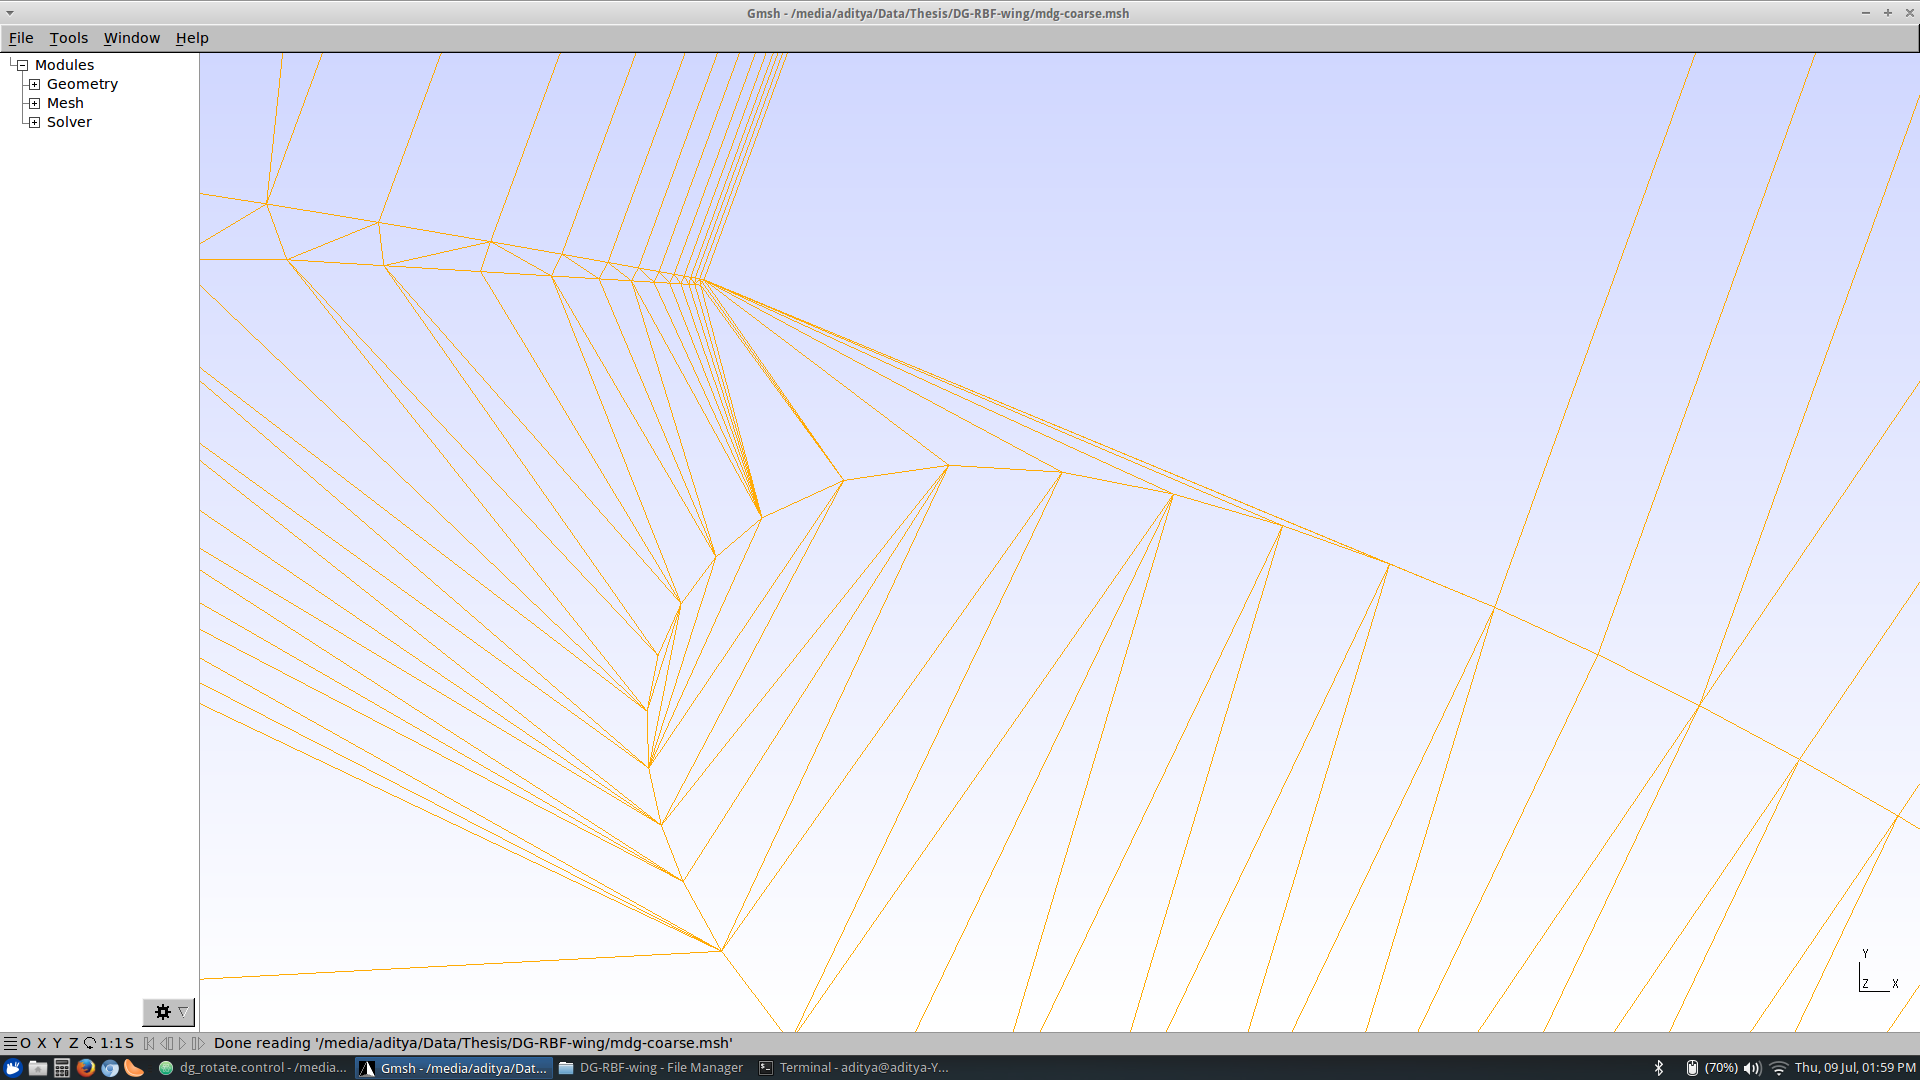 Gmsh - /media/aditya/Data/Thesis/DG-RBF-wing/mdg-coarse.msh
File Tools Window Help
Modules
Geometry
Mesh
Solver
Y
Z X
O X Y Z 1:1 S Done reading '/media/aditya/Data/Thesis/DG-RBF-wing/mdg-coarse.msh'
dg_rotate.control - /media... Gmsh - /media/aditya/Dat... DG-RBF-wing - File Manager Terminal - aditya@aditya-Y... (70%) Thu, 09 Jul, 01:59 PM